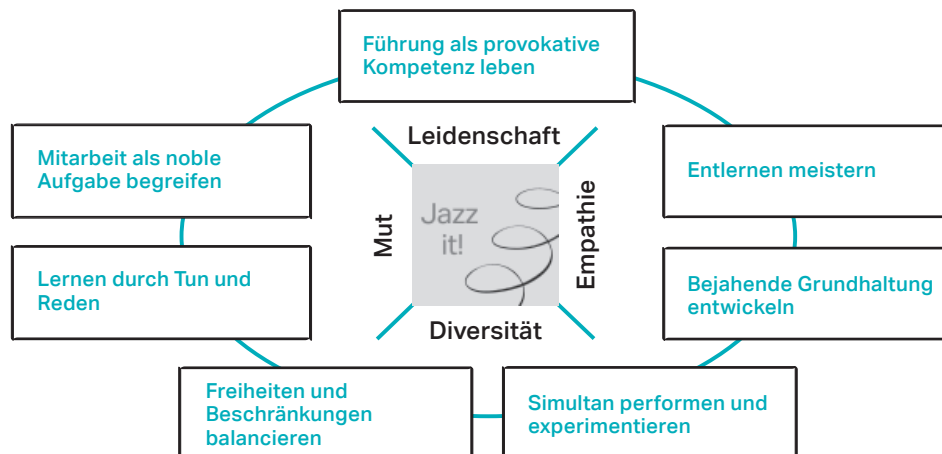 Führung als provokative
Kompetenz leben
Mitarbeit als noble
Aufgabe begreifen
Leidenschaft
Entlernen meistern
Mut
Jazz
it!
Empathie
Lernen durch Tun und
Reden
Bejahende Grundhaltung
entwickeln
Diversität
Freiheiten und
Beschränkungen
balancieren
Simultan performen und
experimentieren